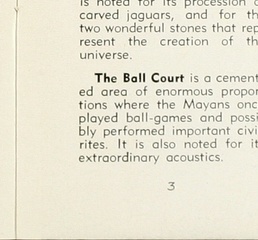 is noted for its procession o
carved jaguars, and for th
two wonderful stones that rep
resent the creation of th
universe.
The Ball Court is a cement
ed area of enormous propor
tions where the Mayans onc
played ball-games and possi
bly performed important civi
rites. It is also noted for it
extraordinary acoustics.
3